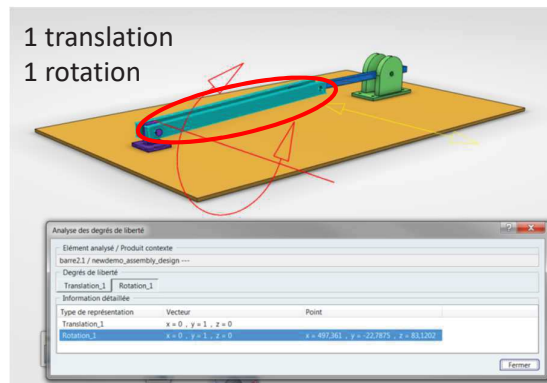 1 translation
1 rotation
Analyse des degrés de liberté
Elément analysé / Produit contexte
barre2.1 / newdemo_assembly_design ---
Degrés de liberté
Translation_1 Rotation_1
Information détaillée
Type de représentation Vecteur Point
Translation_1 x = 0 , y = 1 , z = 0
Rotation_1 x = 0 , y = 1 , z = 0 x = 497,361 , y = -22,7875 , z = 83,1202
Fermer